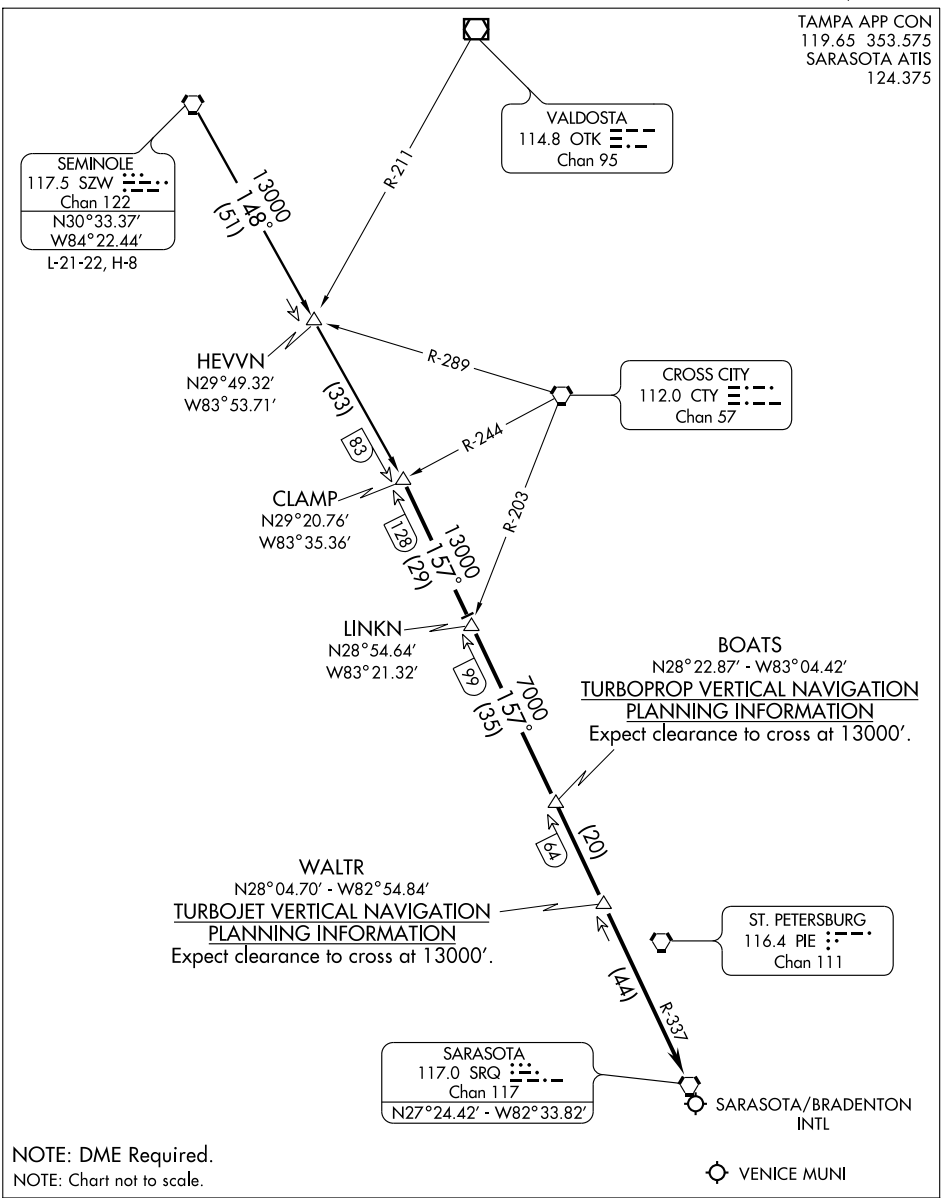 TAMPA APP CON
119.65 353.575
SARASOTA ATIS
124.375
VALDOSTA
114.8 OTK
Chan 95
SEMINOLE
117.5 SZW
Chan 122
N30°33.37'
W84°22.44'
L-21-22, H-8
13000
148°
(51)
R-211
HEVVN
N29°49.32'
W83°53.71'
R-289
CROSS CITY
112.0 CTY
Chan 57
(33)
83
R-244
CLAMP
N29°20.76'
W83°35.36'
128
13000
157°
(29)
R-203
LINKN
N28°54.64'
W83°21.32'
99
7000
157°
(35)
BOATS
N28°22.87' - W83°04.42'
TURBOPROP VERTICAL NAVIGATION
PLANNING INFORMATION
Expect clearance to cross at 13000'.
64
(20)
WALTR
N28°04.70' - W82°54.84'
TURBOJET VERTICAL NAVIGATION
PLANNING INFORMATION
Expect clearance to cross at 13000'.
ST. PETERSBURG
116.4 PIE
Chan 111
(44)
R-337
SARASOTA
117.0 SRQ
Chan 117
N27°24.42' - W82°33.82'
SARASOTA/BRADENTON
INTL
VENICE MUNI
NOTE: DME Required.
NOTE: Chart not to scale.